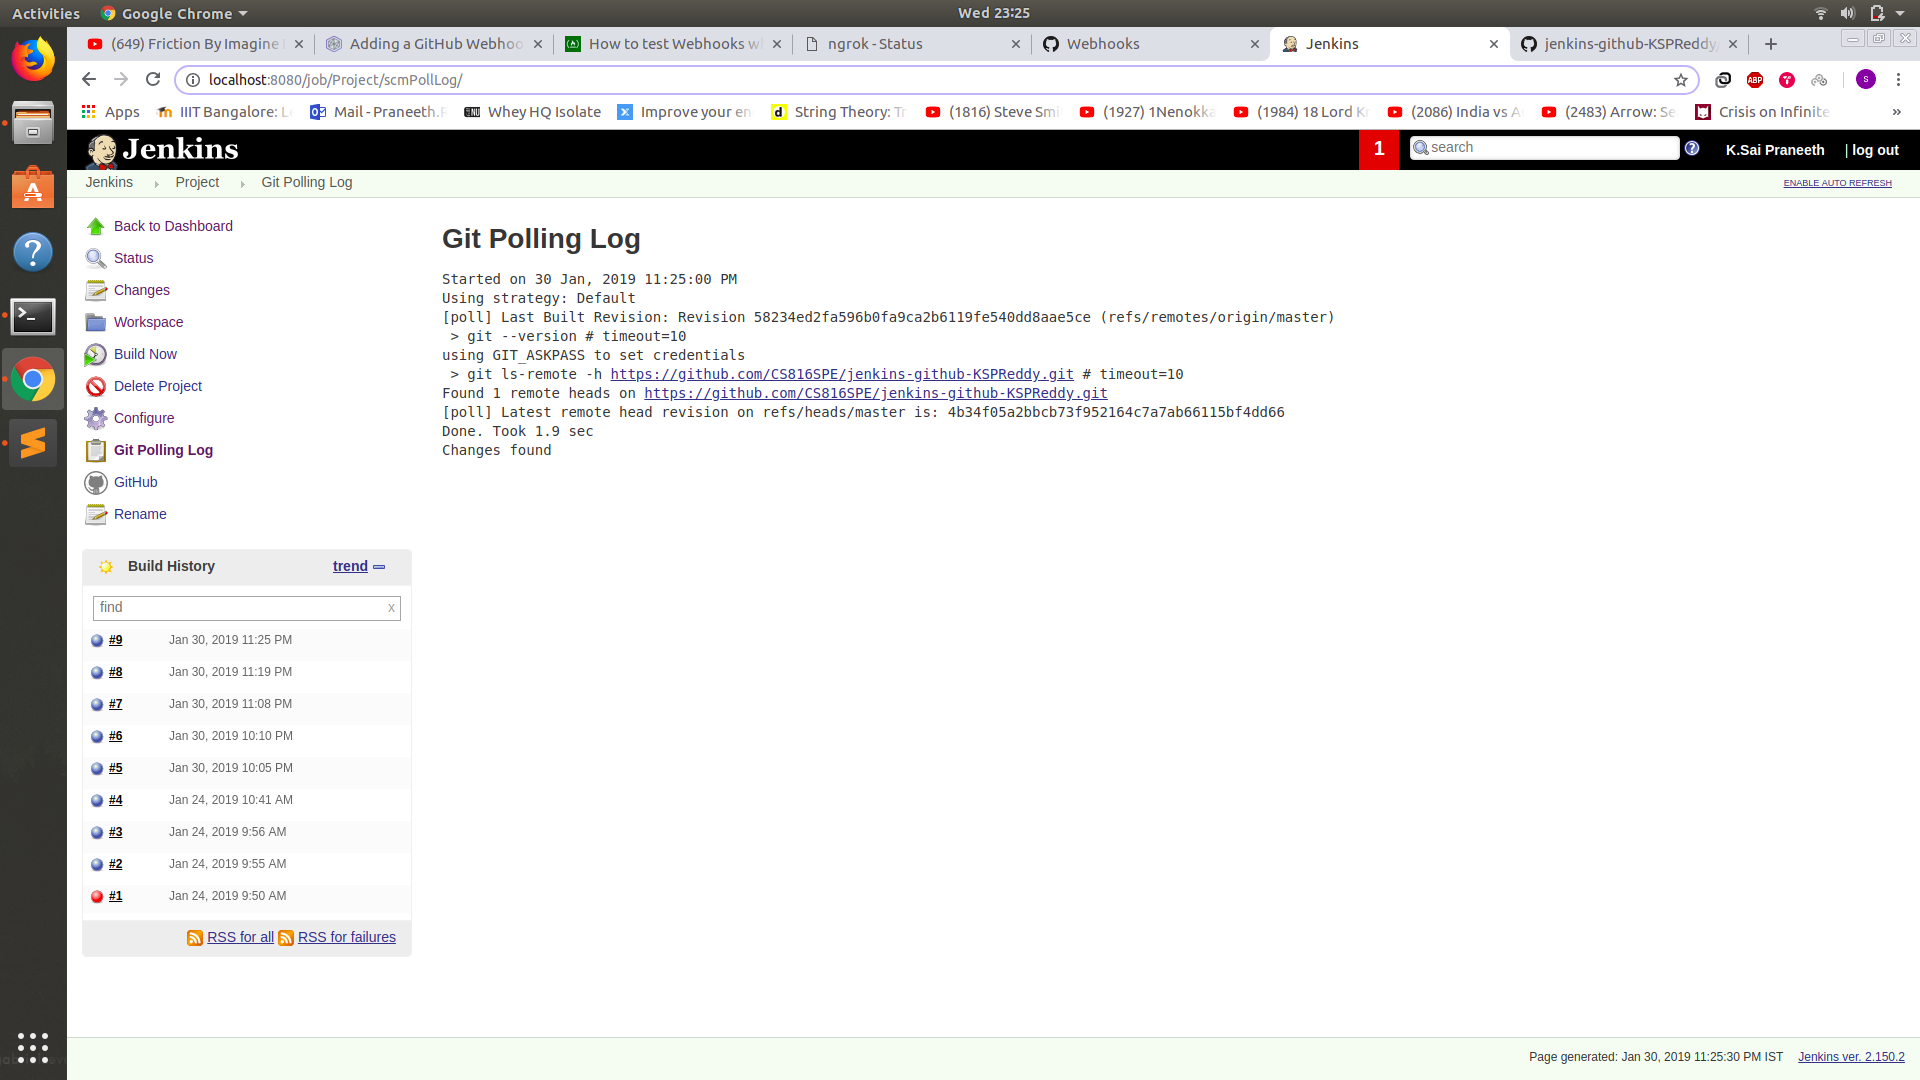 Activities Google Chrome Wed 23:25
(649) Friction By Imagine Adding a GitHub Webhoo How to test Webhooks w ngrok - Status Webhooks Jenkins jenkins-github-KSPReddy
localhost:8080/job/Project/scmPollLog/
Apps IIIT Bangalore: L Mail - Praneeth.R Whey HQ Isolate Improve your en String Theory: Tr (1816) Steve Smi (1927) 1Nenokka (1984) 18 Lord Kr (2086) India vs A (2483) Arrow: Se Crisis on Infinite »
Jenkins 1 search K.Sai Praneeth | log out
Jenkins Project Git Polling Log ENABLE AUTO REFRESH
Back to Dashboard
Status
Changes
Workspace
Build Now
Delete Project
Configure
Git Polling Log
GitHub
Rename
Build History trend
find x
#9 Jan 30, 2019 11:25 PM
#8 Jan 30, 2019 11:19 PM
#7 Jan 30, 2019 11:08 PM
#6 Jan 30, 2019 10:10 PM
#5 Jan 30, 2019 10:05 PM
#4 Jan 24, 2019 10:41 AM
#3 Jan 24, 2019 9:56 AM
#2 Jan 24, 2019 9:55 AM
#1 Jan 24, 2019 9:50 AM
RSS for all RSS for failures
Git Polling Log
Started on 30 Jan, 2019 11:25:00 PM
Using strategy: Default
[poll] Last Built Revision: Revision 58234ed2fa596b0fa9ca2b6119fe540dd8aae5ce (refs/remotes/origin/master)
> git --version # timeout=10
using GIT_ASKPASS to set credentials
> git ls-remote -h https://github.com/CS816SPE/jenkins-github-KSPReddy.git # timeout=10
Found 1 remote heads on https://github.com/CS816SPE/jenkins-github-KSPReddy.git
[poll] Latest remote head revision on refs/heads/master is: 4b34f05a2bbcb73f952164c7a7ab66115bf4dd66
Done. Took 1.9 sec
Changes found
Page generated: Jan 30, 2019 11:25:30 PM IST Jenkins ver. 2.150.2